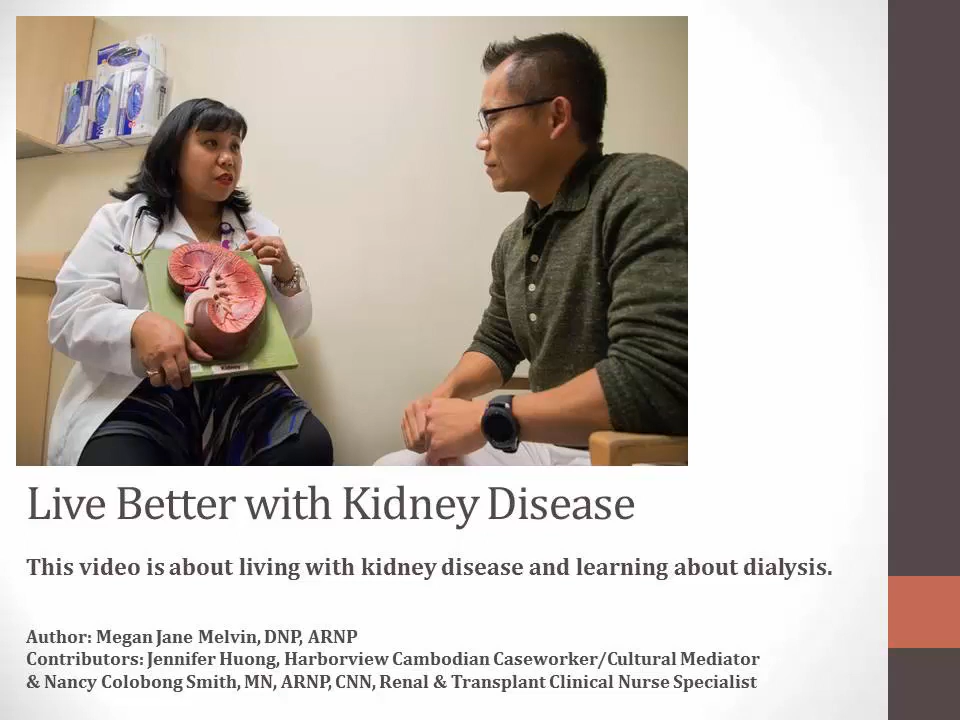 KIDNEY
Live Better with Kidney Disease
This video is about living with kidney disease and learning about dialysis.
Author: Megan Jane Melvin, DNP, ARNP
Contributors: Jennifer Huong, Harborview Cambodian Caseworker/Cultural Mediator
& Nancy Colobong Smith, MN, ARNP, CNN, Renal & Transplant Clinical Nurse Specialist